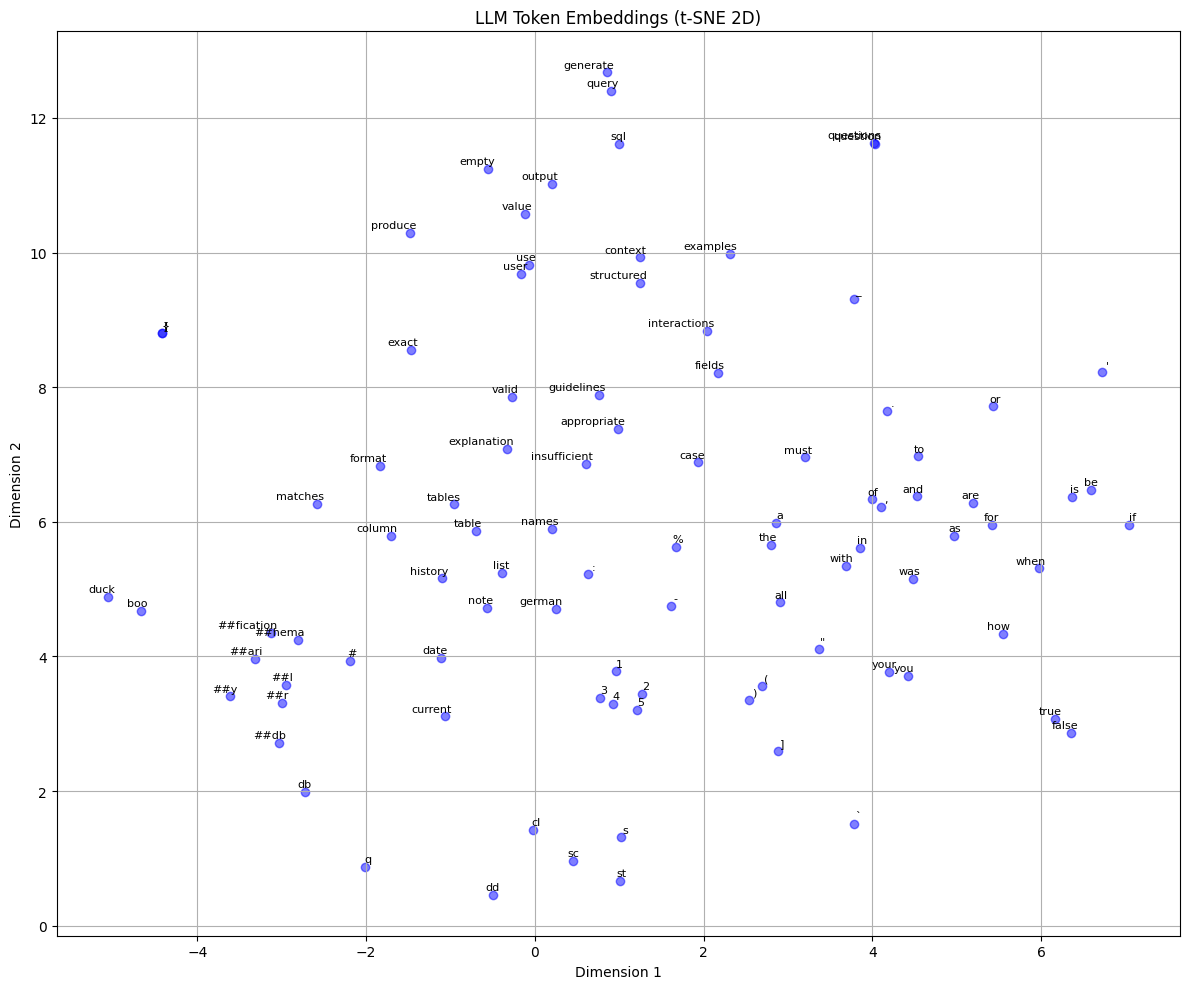 LLM Token Embeddings (t-SNE 2D)
generate
query
sql
questions
question
empty
output
value
produce
use
user
context
examples
structured
_
interactions
exact
fields
'
valid
guidelines
or
.
appropriate
explanation
insufficient
case
must
to
format
is
be
matches
tables
of
,
and
are
column
table
names
a
for
if
as
%
the
in
history
list
:
with
was
when
duck
boo
note
german
-
all
##fication
##hema
how
"
##ari
#
date
1
your
you
##l
##y
##r
3
4
2
5
(
)
current
true
false
##db
]
db
cl
s
`
q
sc
st
dd
12
10
8
6
4
2
0
−4
−2
0
2
4
6
Dimension 1
Dimension 2